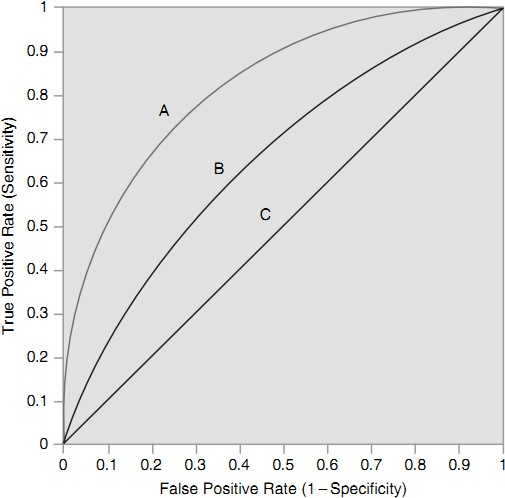 True Positive Rate (Sensitivity)
1
0.9
0.8
0.7
0.6
0.5
0.4
0.3
0.2
0.1
0
A
B
C
0 0.1 0.2 0.3 0.4 0.5 0.6 0.7 0.8 0.9 1
False Positive Rate (1 – Specificity)